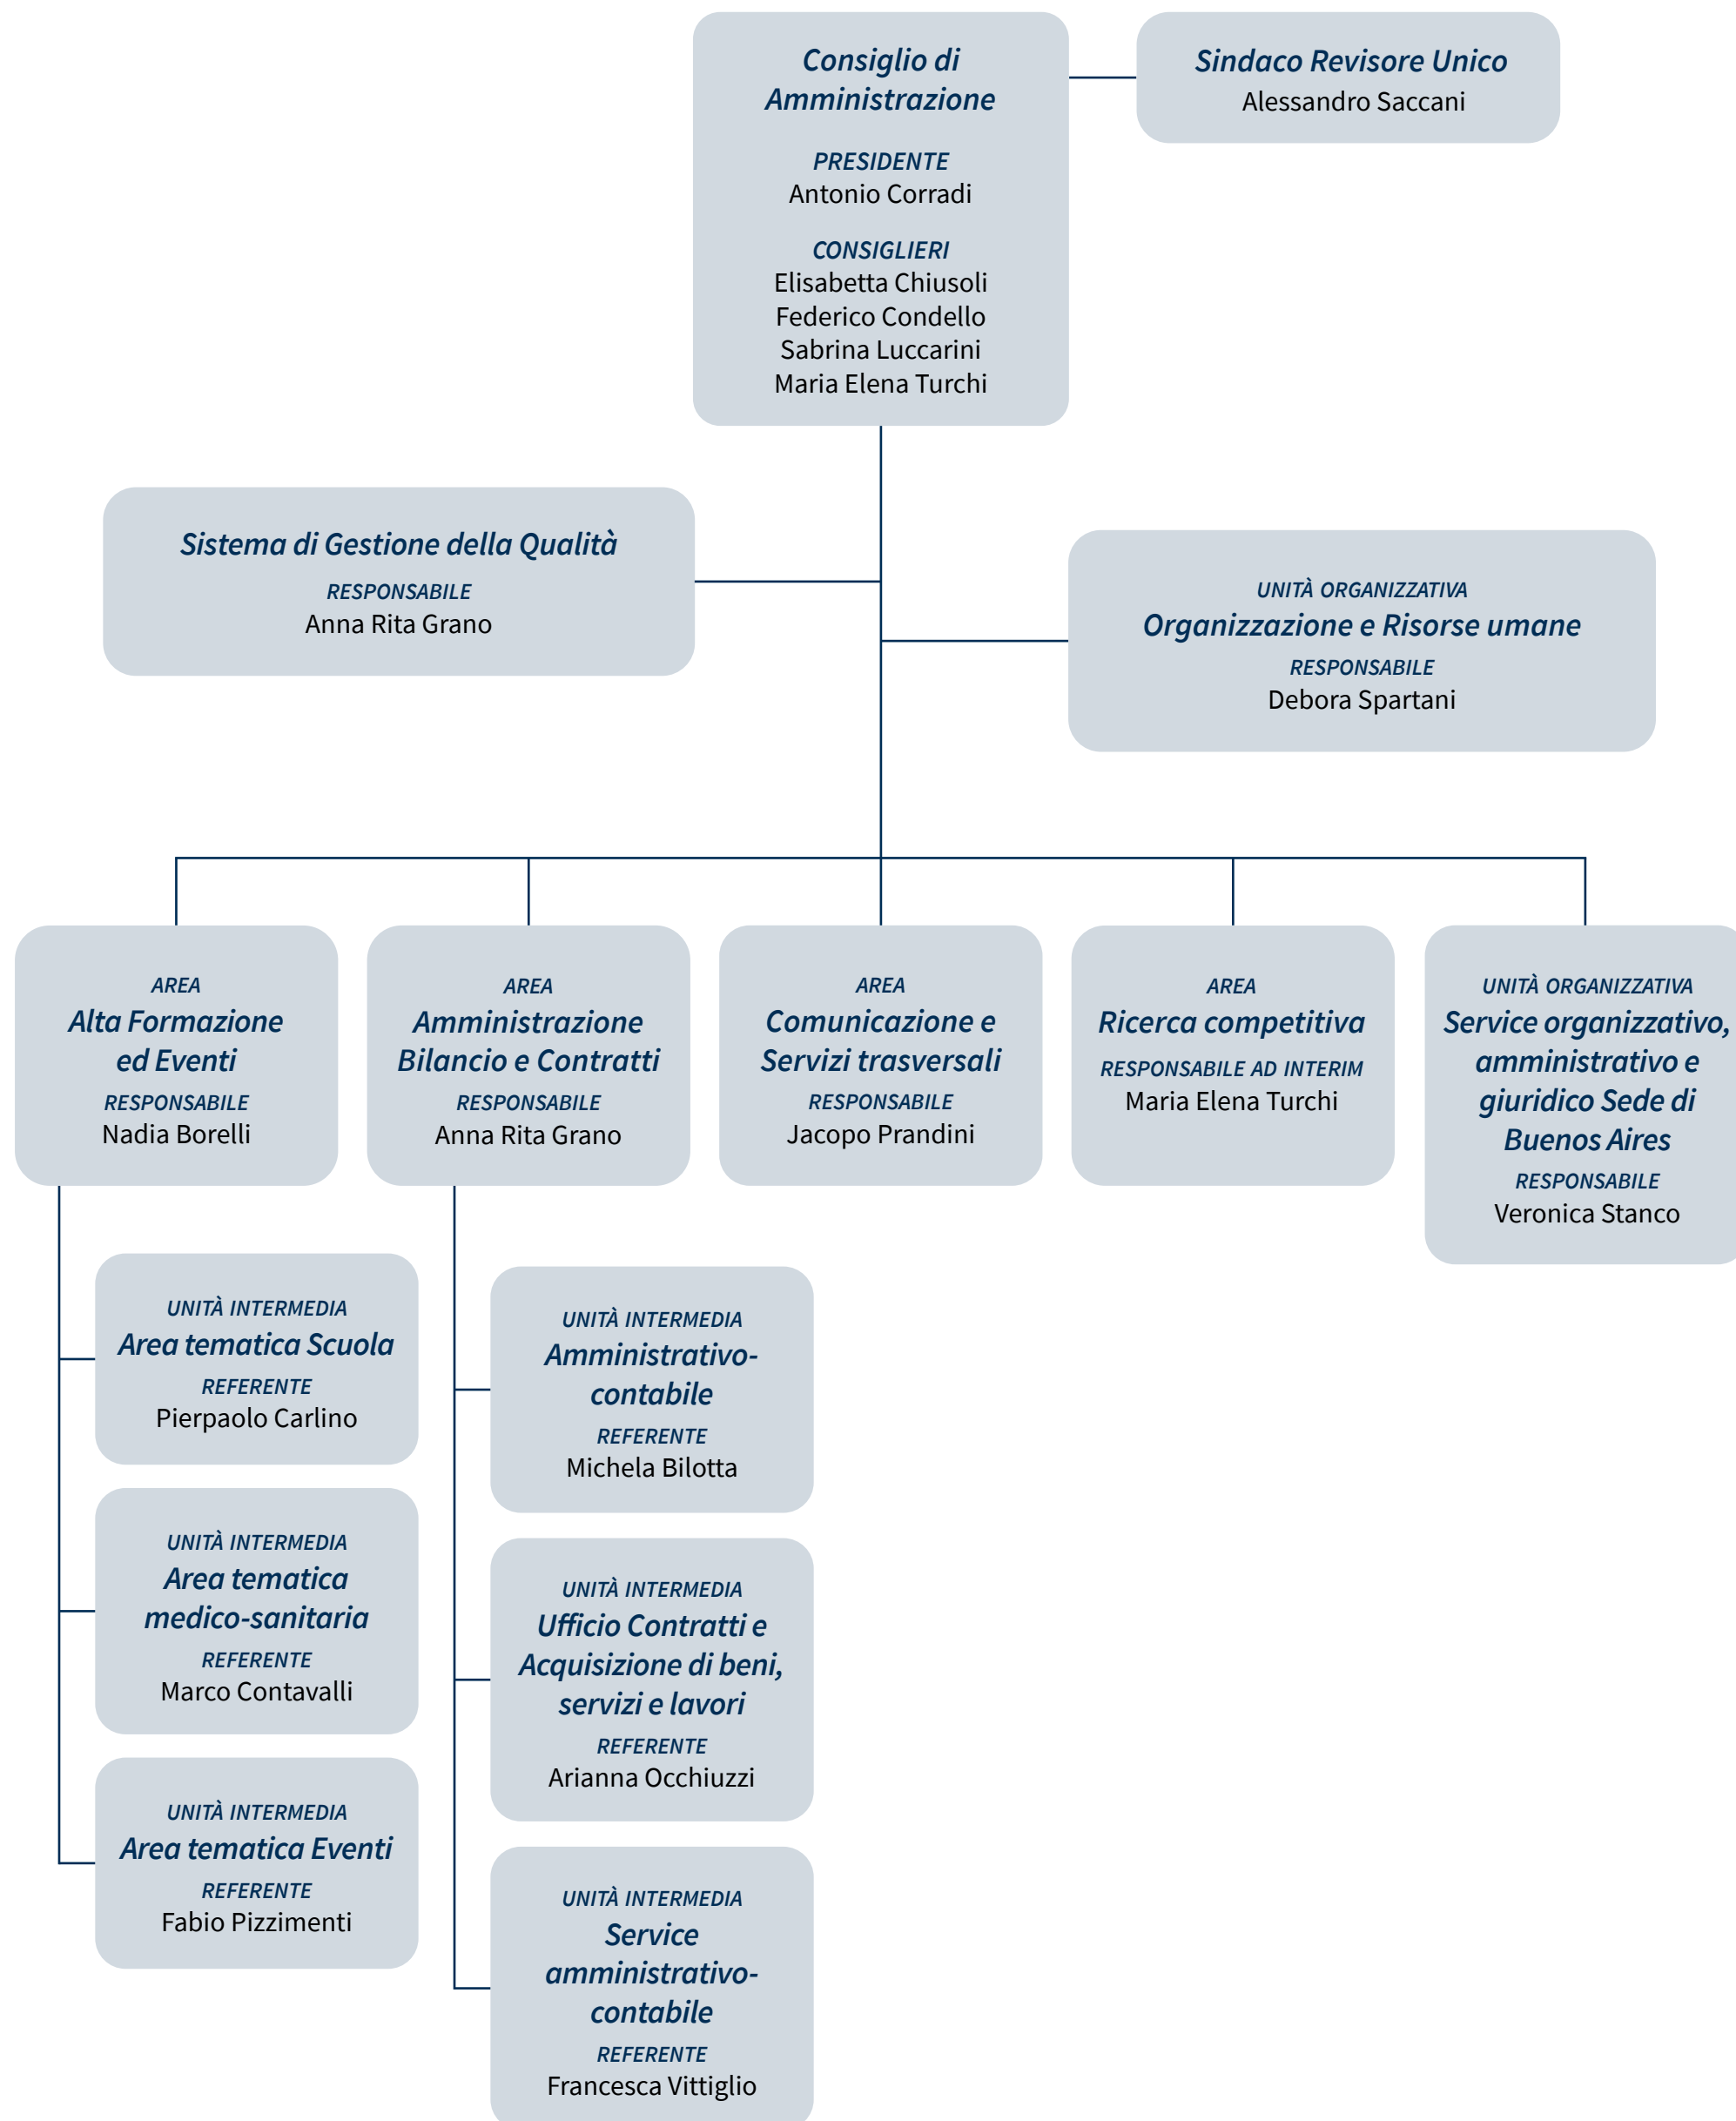 Consiglio di
Amministrazione
PRESIDENTE
Antonio Corradi
CONSIGLIERI
Elisabetta Chiusoli
Federico Condello
Sabrina Luccarini
Maria Elena Turchi
Sindaco Revisore Unico
Alessandro Saccani
Sistema di Gestione della Qualità
RESPONSABILE
Anna Rita Grano
UNITÀ ORGANIZZATIVA
Organizzazione e Risorse umane
RESPONSABILE
Debora Spartani
AREA
Alta Formazione
ed Eventi
RESPONSABILE
Nadia Borelli
AREA
Amministrazione
Bilancio e Contratti
RESPONSABILE
Anna Rita Grano
AREA
Comunicazione e
Servizi trasversali
RESPONSABILE
Jacopo Prandini
AREA
Ricerca competitiva
RESPONSABILE AD INTERIM
Maria Elena Turchi
UNITÀ ORGANIZZATIVA
Service organizzativo,
amministrativo e
giuridico Sede di
Buenos Aires
RESPONSABILE
Veronica Stanco
UNITÀ INTERMEDIA
Area tematica Scuola
REFERENTE
Pierpaolo Carlino
UNITÀ INTERMEDIA
Area tematica
medico-sanitaria
REFERENTE
Marco Contavalli
UNITÀ INTERMEDIA
Area tematica Eventi
REFERENTE
Fabio Pizzimenti
UNITÀ INTERMEDIA
Amministrativo-
contabile
REFERENTE
Michela Bilotta
UNITÀ INTERMEDIA
Ufficio Contratti e
Acquisizione di beni,
servizi e lavori
REFERENTE
Arianna Occhiuzzi
UNITÀ INTERMEDIA
Service
amministrativo-
contabile
REFERENTE
Francesca Vittiglio